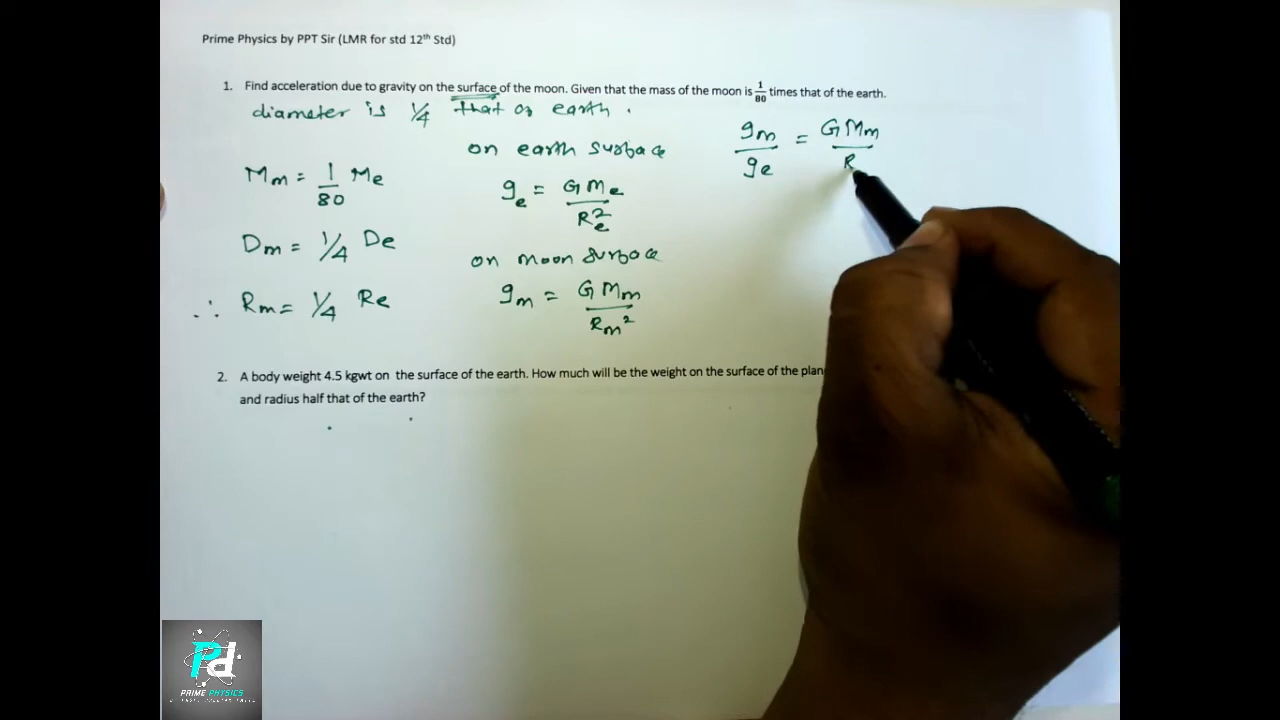 Prime Physics by PPT Sir (LMR for std 12th Std)
1. Find acceleration due to gravity on the surface of the moon. Given that the mass of the moon is 1/80 times that of the earth.
diameter is 1/4 that of earth.
Mm = 1/80 Me
Dm = 1/4 De
∴ Rm = 1/4 Re
on earth surface
ge = G Me / Re²
on moon surface
gm = G Mm / Rm²
gm / ge = G Mm / R
2. A body weight 4.5 kgwt on the surface of the earth. How much will be the weight on the surface of the
and radius half that of the earth?
Pd
PRIME PHYSICS